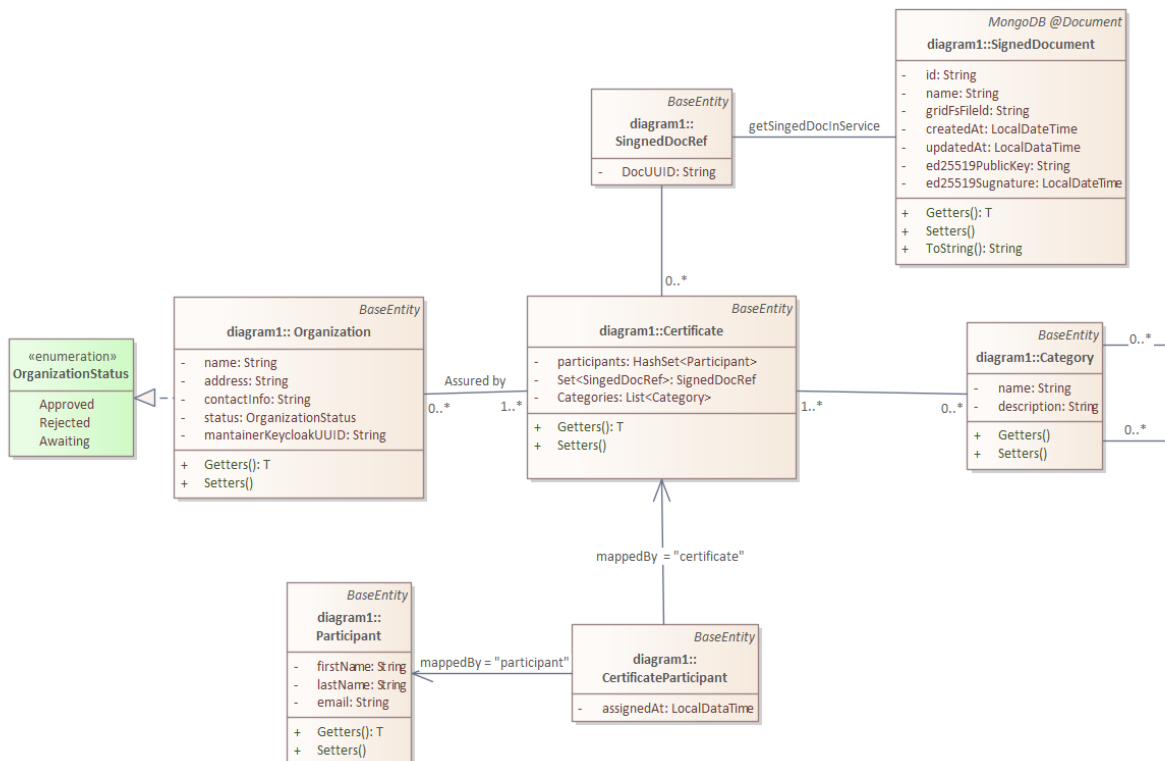 MongoDB @Document
diagram1::SignedDocument
- id: String
- name: String
- gridFsFileId: String
- createdAt: LocalDateTime
- updatedAt: LocalDataTime
- ed25519PublicKey: String
- ed25519Sugnature: LocalDateTime
+ Getters(): T
+ Setters()
+ ToString(): String
BaseEntity
diagram1::
SingnedDocRef
- DocUUID: String
getSingedDocInService
0..*
BaseEntity
diagram1:: Organization
- name: String
- address: String
- contactInfo: String
- status: OrganizationStatus
- mantainerKeycloakUUID: String
+ Getters(): T
+ Setters()
«enumeration»
OrganizationStatus
Approved
Rejected
Awaiting
Assured by
0..*
1..*
BaseEntity
diagram1::Certificate
- participants: HashSet<Participant>
- Set<SingedDocRef>: SignedDocRef
- Categories: List<Category>
+ Getters(): T
+ Setters()
1..*
0..*
BaseEntity
diagram1::Category
- name: String
- description: String
+ Getters()
+ Setters()
0..*
0..*
mappedBy = "certificate"
BaseEntity
diagram1::
Participant
- firstName: String
- lastName: String
- email: String
+ Getters(): T
+ Setters()
mappedBy = "participant"
BaseEntity
diagram1::
CertificateParticipant
- assignedAt: LocalDataTime